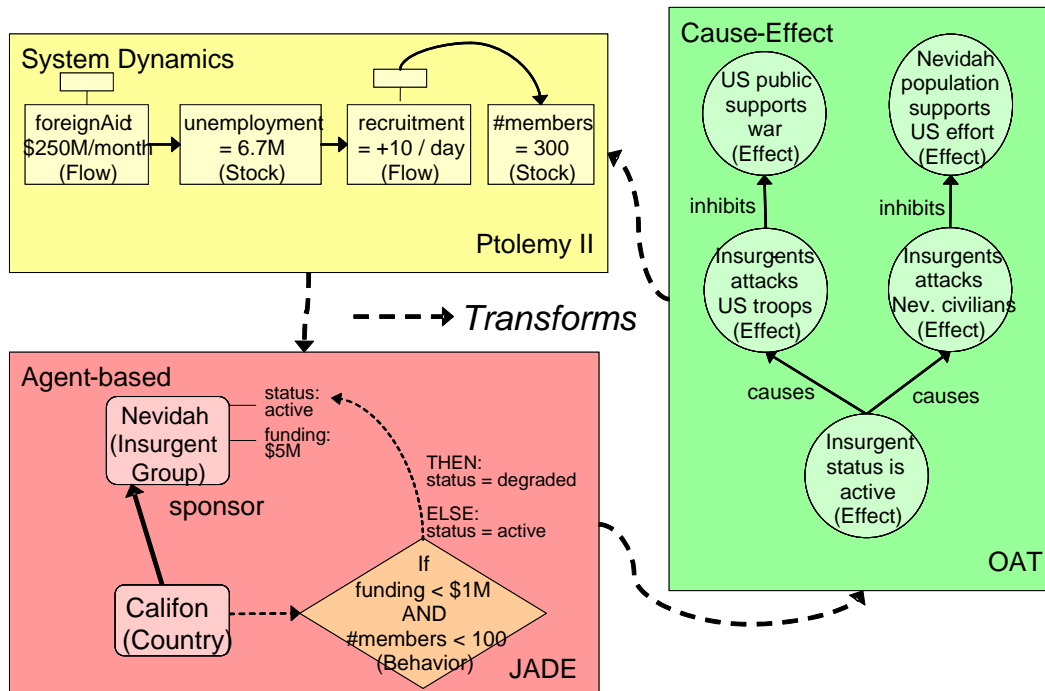 System Dynamics
foreignAid:
$250M/month
(Flow)
unemployment
= 6.7M
(Stock)
recruitment
= +10 / day
(Flow)
#members
= 300
(Stock)
Ptolemy II
Transforms
Agent-based
Nevidah
(Insurgent
Group)
status:
active
funding:
$5M
sponsor
THEN:
status = degraded
ELSE:
status = active
Califon
(Country)
If
funding < $1M
AND
#members < 100
(Behavior)
JADE
Cause-Effect
US public
supports
war
(Effect)
Nevidah
population
supports
US effort
(Effect)
inhibits
inhibits
Insurgents
attacks
US troops
(Effect)
Insurgents
attacks
Nev. civilians
(Effect)
causes
causes
Insurgent
status is
active
(Effect)
OAT